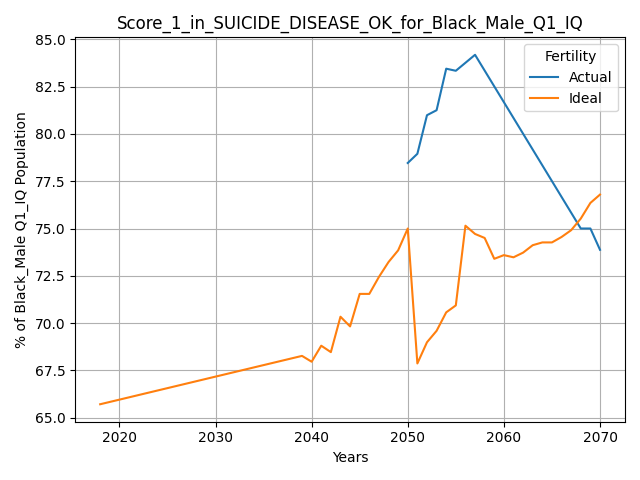 Score_1_in_SUICIDE_DISEASE_OK_for_Black_Male_Q1_IQ
Fertility
Actual
Ideal
% of Black_Male Q1_IQ Population
85.0
82.5
80.0
77.5
75.0
72.5
70.0
67.5
65.0
2020 2030 2040 2050 2060 2070
Years